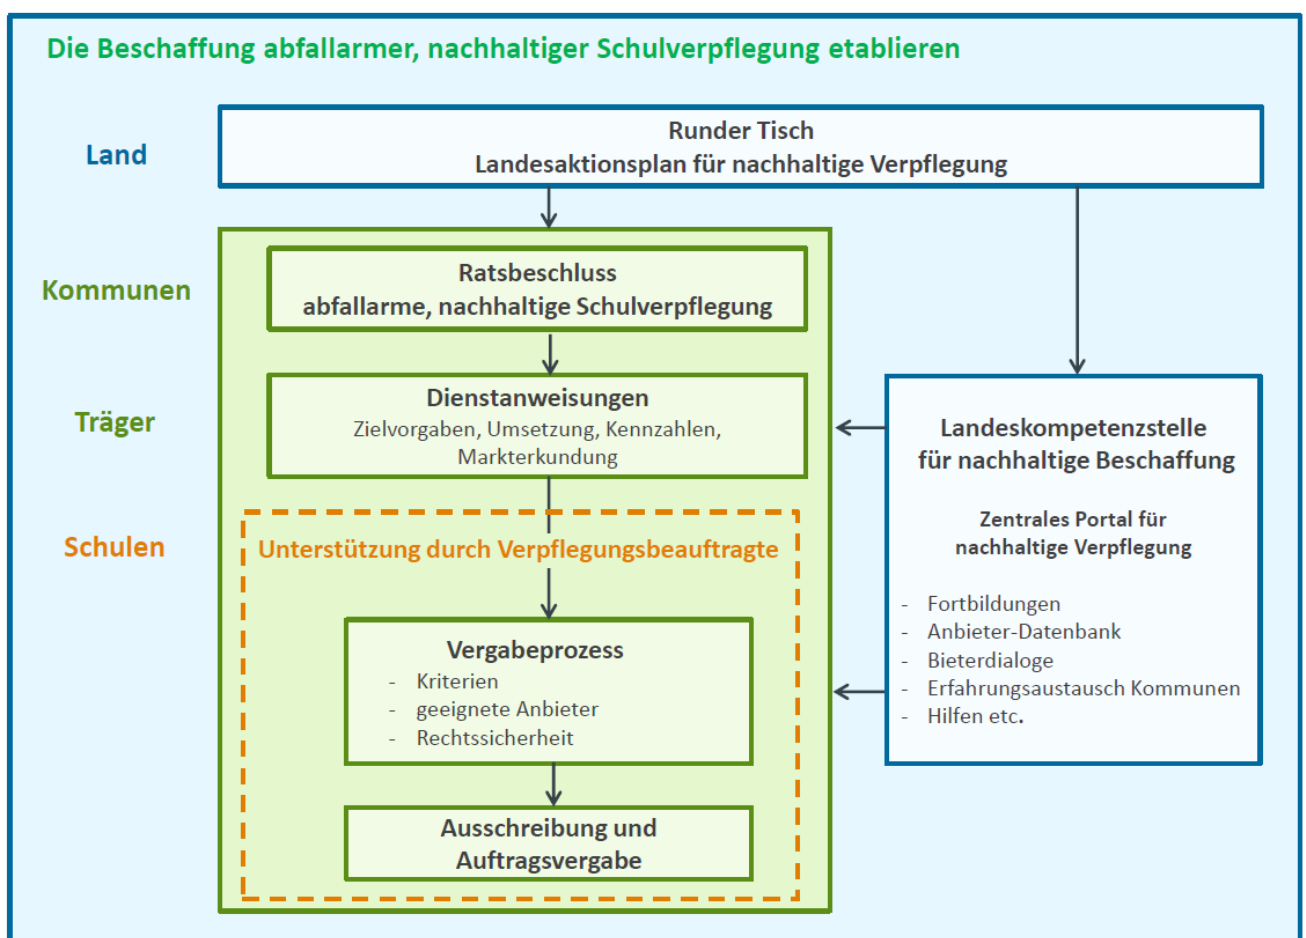 Die Beschaffung abfallarmer, nachhaltiger Schulverpflegung etablieren
Land
Runder Tisch
Landesaktionsplan für nachhaltige Verpflegung
Kommunen
Ratsbeschluss
abfallarme, nachhaltige Schulverpflegung
Träger
Dienstanweisungen
Zielvorgaben, Umsetzung, Kennzahlen,
Markterkundung
Schulen
Unterstützung durch Verpflegungsbeauftragte
Vergabeprozess
- Kriterien
- geeignete Anbieter
- Rechtssicherheit
Ausschreibung und
Auftragsvergabe
Landeskompetenzstelle
für nachhaltige Beschaffung
Zentrales Portal für
nachhaltige Verpflegung
- Fortbildungen
- Anbieter-Datenbank
- Bieterdialoge
- Erfahrungsaustausch Kommunen
- Hilfen etc.